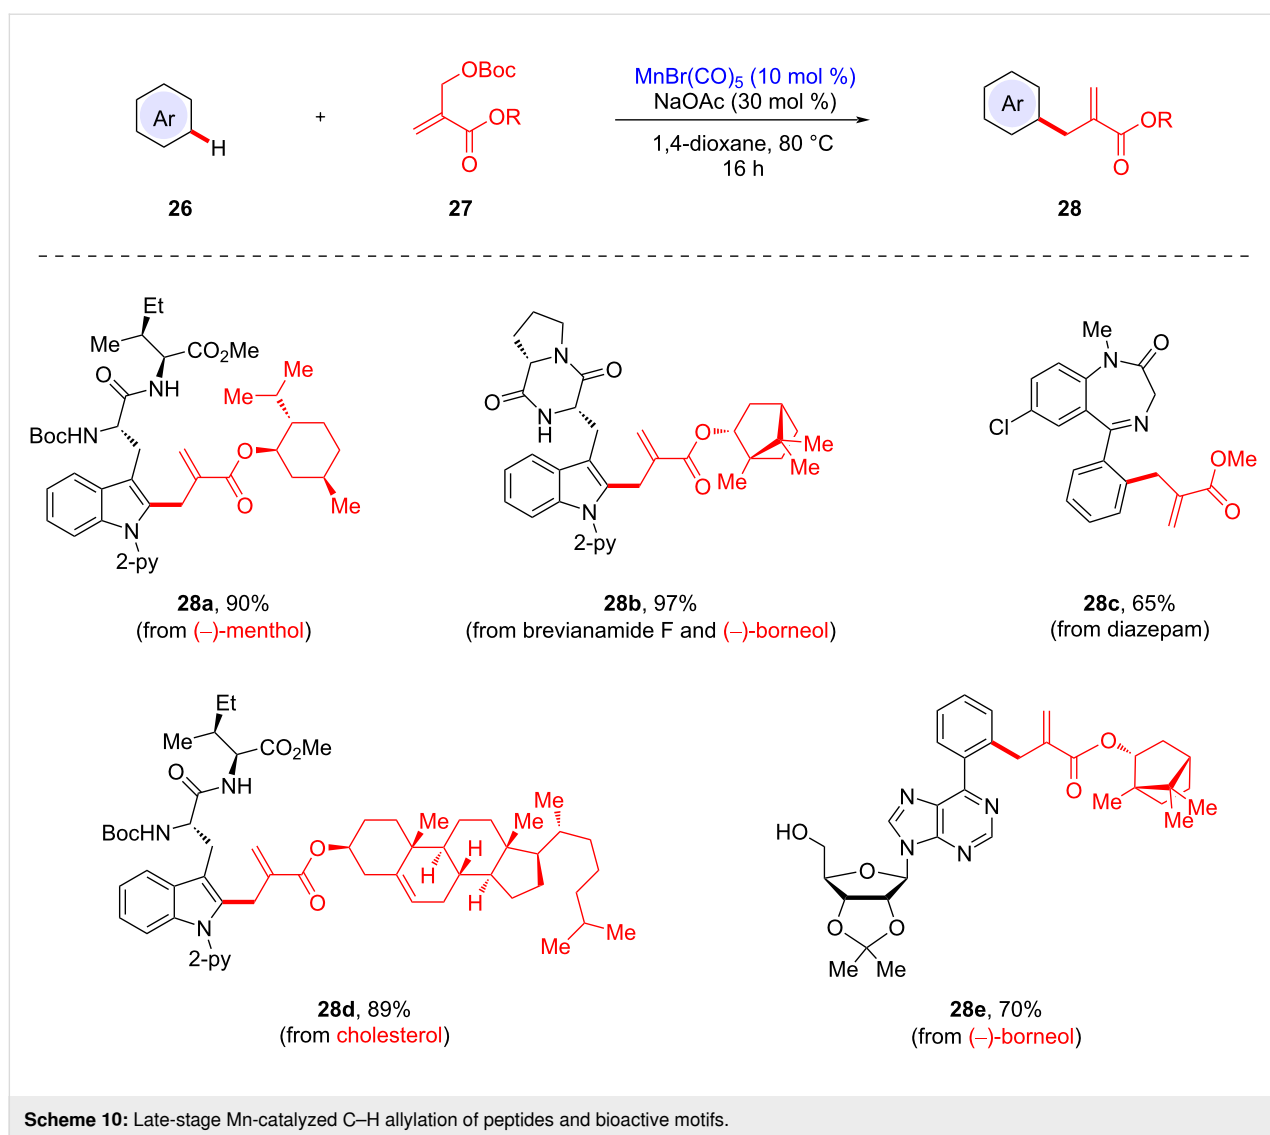 OBoc
MnBr(CO)5 (10 mol %)
Ar
+
OR
NaOAc (30 mol %)
Ar
OR
H
O
1,4-dioxane, 80 °C
O
16 h
26
27
28
Et
Me
CO2Me
O
NH
BocHN
Me
Me
O
O
Me
N
2-py
28a, 90%
(from (–)-menthol)
N
O
O
N
H
O
O
Me
Me
Me
N
2-py
28b, 97%
(from brevianamide F and (–)-borneol)
Me
O
N
Cl
N
OMe
O
28c, 65%
(from diazepam)
Et
Me
CO2Me
O
NH
BocHN
O
O
Me
Me
Me
H
H
H
Me
Me
N
2-py
28d, 89%
(from cholesterol)
O
O
Me
Me
Me
N
N
N
N
HO
O
O
O
Me
Me
28e, 70%
(from (–)-borneol)
Scheme 10: Late-stage Mn-catalyzed C–H allylation of peptides and bioactive motifs.